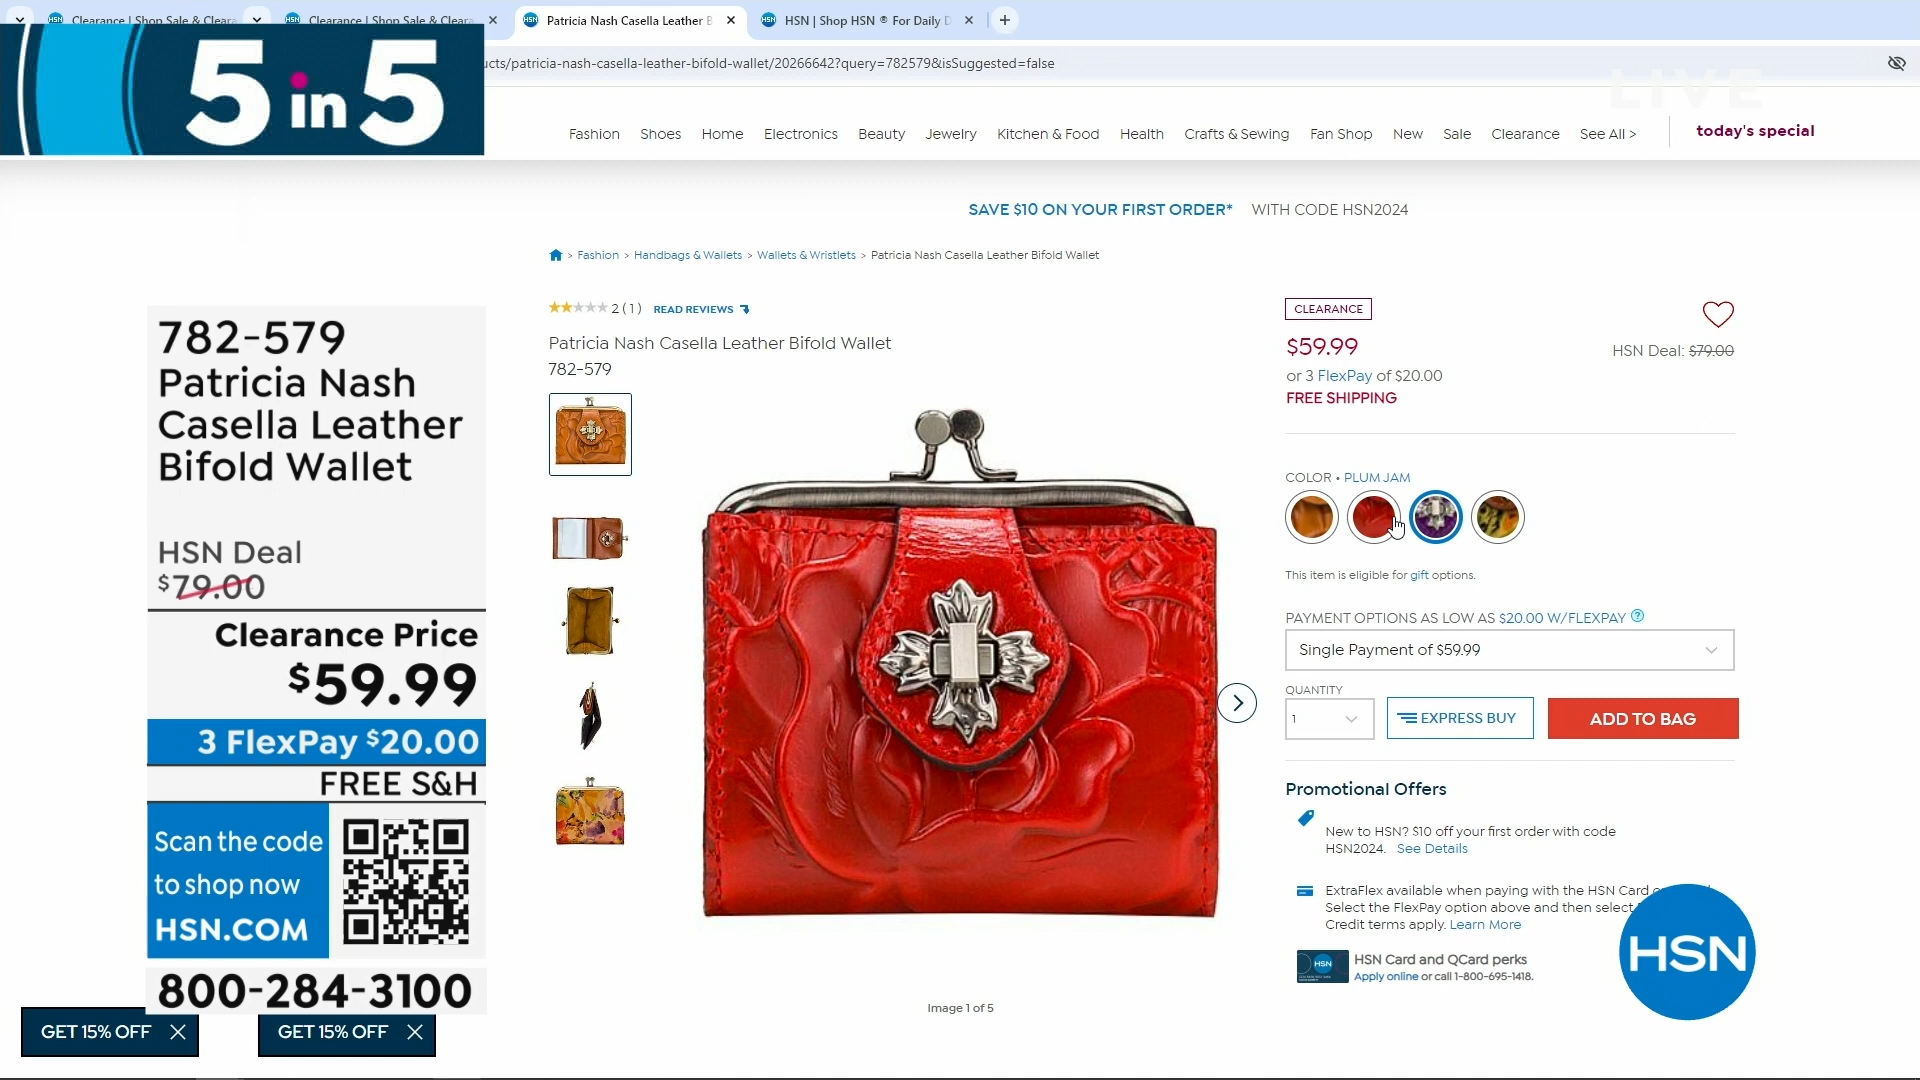 Clearance | Shop Sale & Cleara
Clearance | Shop Sale & Cleara
Patricia Nash Casella Leather B
HSN | Shop HSN ® For Daily D
5 in 5
ucts/patricia-nash-casella-leather-bifold-wallet/20266642?query=782579&isSuggested=false
LIVE
Fashion Shoes Home Electronics Beauty Jewelry Kitchen & Food Health Crafts & Sewing Fan Shop New Sale Clearance See All > today's special
SAVE $10 ON YOUR FIRST ORDER* WITH CODE HSN2024
> Fashion > Handbags & Wallets > Wallets & Wristlets > Patricia Nash Casella Leather Bifold Wallet
782-579
Patricia Nash
Casella Leather
Bifold Wallet
HSN Deal
$79.00
Clearance Price
$59.99
3 FlexPay $20.00
FREE S&H
Scan the code
to shop now
HSN.COM
800-284-3100
GET 15% OFF
GET 15% OFF
2 (1) READ REVIEWS
Patricia Nash Casella Leather Bifold Wallet
782-579
Image 1 of 5
CLEARANCE
$59.99
HSN Deal: $79.00
or 3 FlexPay of $20.00
FREE SHIPPING
COLOR • PLUM JAM
This item is eligible for gift options.
PAYMENT OPTIONS AS LOW AS $20.00 W/FLEXPAY ?
Single Payment of $59.99
QUANTITY
1
EXPRESS BUY
ADD TO BAG
Promotional Offers
New to HSN? $10 off your first order with code
HSN2024. See Details
ExtraFlex available when paying with the HSN Card
Select the FlexPay option above and then select
Credit terms apply. Learn More
HSN Card and QCard perks
Apply online or call 1-800-695-1418.
HSN